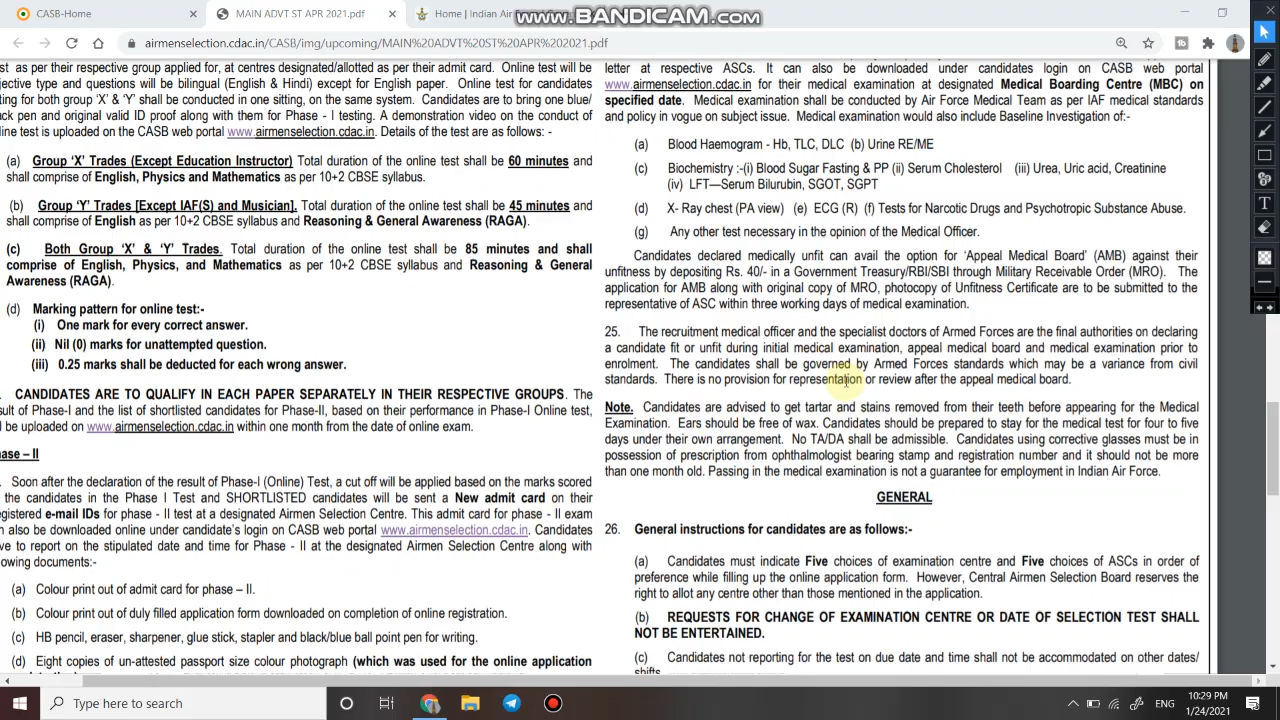 CASB-Home
MAIN ADVT ST APR 2021.pdf
www.BANDICAM.com
airmenselection.cdac.in/CASB/img/upcoming/MAIN%20ADVT%20ST%20APR%202021.pdf
st as per their respective group applied for, at centres designated/allotted as per their admit card. Online test will be
jective type and questions will be bilingual (English & Hindi) except for English paper. Online test for candidates
ting for both group 'X' & 'Y' shall be conducted in one sitting, on the same system. Candidates are to bring one blue/
ck pen and original valid ID proof along with them for Phase - I testing. A demonstration video on the conduct of
nline test is uploaded on the CASB web portal www.airmenselection.cdac.in. Details of the test are as follows: -
(a) Group 'X' Trades (Except Education Instructor) Total duration of the online test shall be 60 minutes and
shall comprise of English, Physics and Mathematics as per 10+2 CBSE syllabus.
(b) Group 'Y' Trades [Except IAF(S) and Musician]. Total duration of the online test shall be 45 minutes and
shall comprise of English as per 10+2 CBSE syllabus and Reasoning & General Awareness (RAGA).
(c) Both Group 'X' & 'Y' Trades. Total duration of the online test shall be 85 minutes and shall
comprise of English, Physics, and Mathematics as per 10+2 CBSE syllabus and Reasoning & General
Awareness (RAGA).
(d) Marking pattern for online test:-
(i) One mark for every correct answer.
(ii) Nil (0) marks for unattempted question.
(iii) 0.25 marks shall be deducted for each wrong answer.
. CANDIDATES ARE TO QUALIFY IN EACH PAPER SEPARATELY IN THEIR RESPECTIVE GROUPS. The
sult of Phase-I and the list of shortlisted candidates for Phase-II, based on their performance in Phase-I Online test,
ll be uploaded on www.airmenselection.cdac.in within one month from the date of online exam.
hase – II
. Soon after the declaration of the result of Phase-I (Online) Test, a cut off will be applied based on the marks scored
the candidates in the Phase I Test and SHORTLISTED candidates will be sent a New admit card on their
egistered e-mail IDs for phase - II test at a designated Airmen Selection Centre. This admit card for phase - II exam
n also be downloaded online under candidate's login on CASB web portal www.airmenselection.cdac.in. Candidates
ve to report on the stipulated date and time for Phase - II at the designated Airmen Selection Centre along with
lowing documents:-
(a) Colour print out of admit card for phase – II.
(b) Colour print out of duly filled application form downloaded on completion of online registration.
(c) HB pencil, eraser, sharpener, glue stick, stapler and black/blue ball point pen for writing.
(d) Eight copies of un-attested passport size colour photograph (which was used for the online application
letter at respective ASCs. It can also be downloaded under candidates login on CASB web portal
www.airmenselection.cdac.in for their medical examination at designated Medical Boarding Centre (MBC) on
specified date. Medical examination shall be conducted by Air Force Medical Team as per IAF medical standards
and policy in vogue on subject issue. Medical examination would also include Baseline Investigation of:-
(a) Blood Haemogram - Hb, TLC, DLC (b) Urine RE/ME
(c) Biochemistry :-(i) Blood Sugar Fasting & PP (ii) Serum Cholesterol (iii) Urea, Uric acid, Creatinine
(iv) LFT—Serum Bilurubin, SGOT, SGPT
(d) X- Ray chest (PA view) (e) ECG (R) (f) Tests for Narcotic Drugs and Psychotropic Substance Abuse.
(g) Any other test necessary in the opinion of the Medical Officer.
Candidates declared medically unfit can avail the option for 'Appeal Medical Board' (AMB) against their
unfitness by depositing Rs. 40/- in a Government Treasury/RBI/SBI through Military Receivable Order (MRO). The
application for AMB along with original copy of MRO, photocopy of Unfitness Certificate are to be submitted to the
representative of ASC within three working days of medical examination.
25. The recruitment medical officer and the specialist doctors of Armed Forces are the final authorities on declaring
a candidate fit or unfit during initial medical examination, appeal medical board and medical examination prior to
enrolment. The candidates shall be governed by Armed Forces standards which may be a variance from civil
standards. There is no provision for representation or review after the appeal medical board.
Note. Candidates are advised to get tartar and stains removed from their teeth before appearing for the Medical
Examination. Ears should be free of wax. Candidates should be prepared to stay for the medical test for four to five
days under their own arrangement. No TA/DA shall be admissible. Candidates using corrective glasses must be in
possession of prescription from ophthalmologist bearing stamp and registration number and it should not be more
than one month old. Passing in the medical examination is not a guarantee for employment in Indian Air Force.
GENERAL
26. General instructions for candidates are as follows:-
(a) Candidates must indicate Five choices of examination centre and Five choices of ASCs in order of
preference while filling up the online application form. However, Central Airmen Selection Board reserves the
right to allot any centre other than those mentioned in the application.
(b) REQUESTS FOR CHANGE OF EXAMINATION CENTRE OR DATE OF SELECTION TEST SHALL
NOT BE ENTERTAINED.
(c) Candidates not reporting for the test on due date and time shall not be accommodated on other dates/
shifts
Type here to search
ENG
10:29 PM
1/24/2021